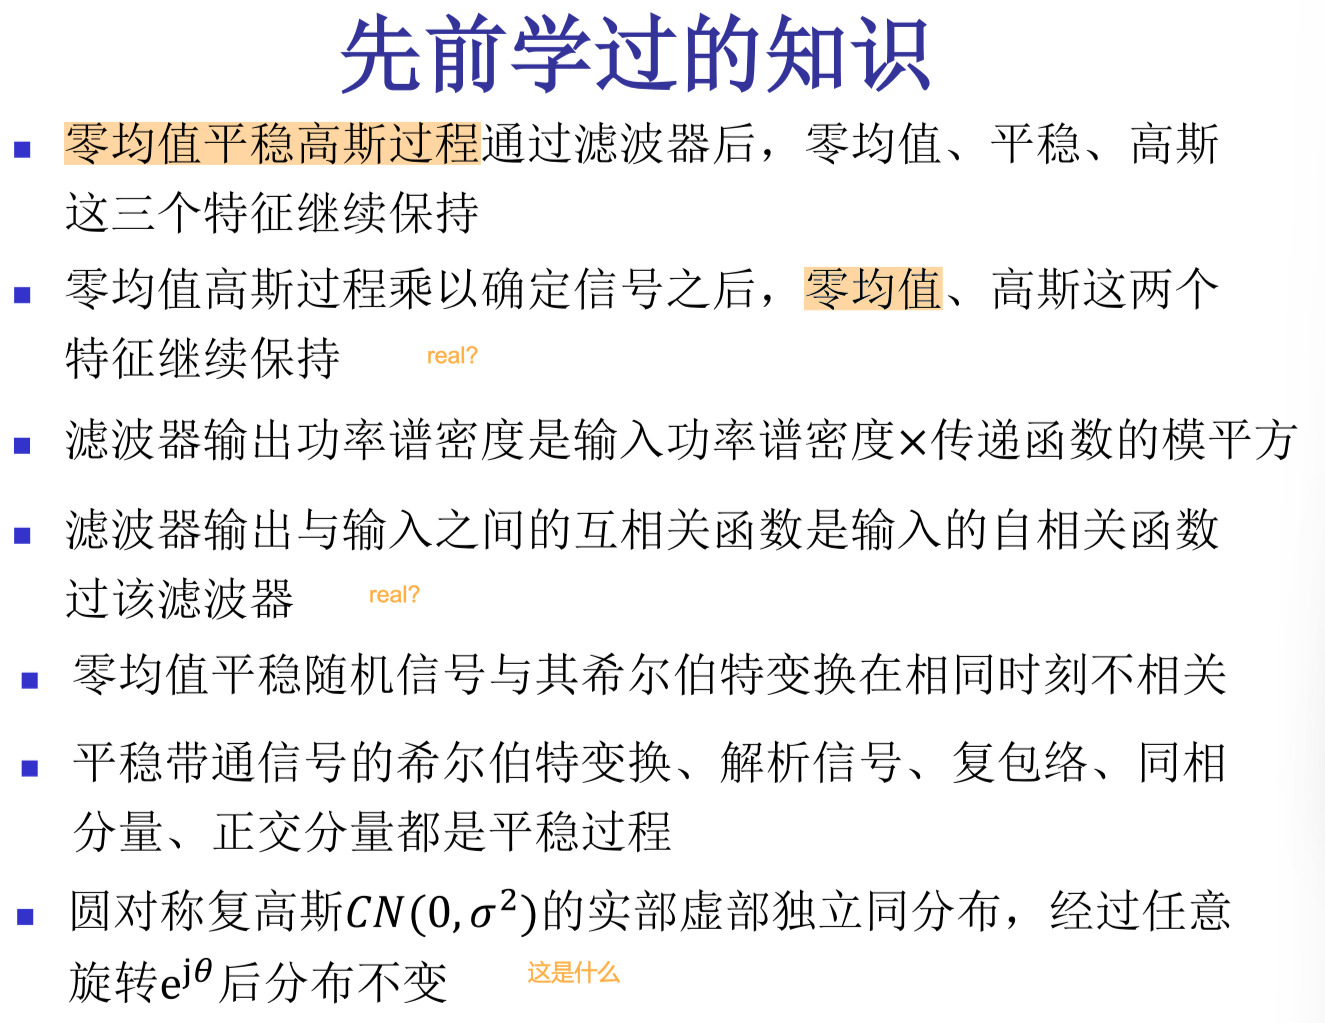 先前学过的知识
零均值平稳高斯过程通过滤波器后，零均值、平稳、高斯
这三个特征继续保持
零均值高斯过程乘以确定信号之后，零均值、高斯这两个
特征继续保持 real?
滤波器输出功率谱密度是输入功率谱密度×传递函数的模平方
滤波器输出与输入之间的互相关函数是输入的自相关函数
过该滤波器 real?
零均值平稳随机信号与其希尔伯特变换在相同时刻不相关
平稳带通信号的希尔伯特变换、解析信号、复包络、同相
分量、正交分量都是平稳过程
圆对称复高斯CN(0, σ²)的实部虚部独立同分布，经过任意
旋转e^{jθ}后分布不变 这是什么